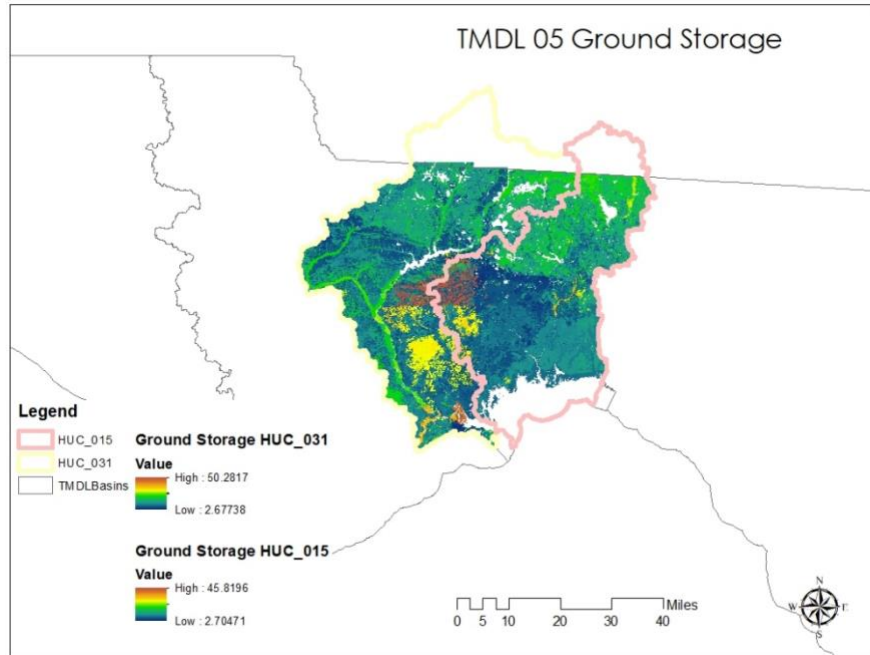 TMDL 05 Ground Storage
Legend
HUC_015
HUC_031
TMDLBasins
Ground Storage HUC_031
Value
High : 50.2817
Low : 2.67738
Ground Storage HUC_015
Value
High : 45.8196
Low : 2.70471
Miles
0 5 10 20 30 40
N
W E
S